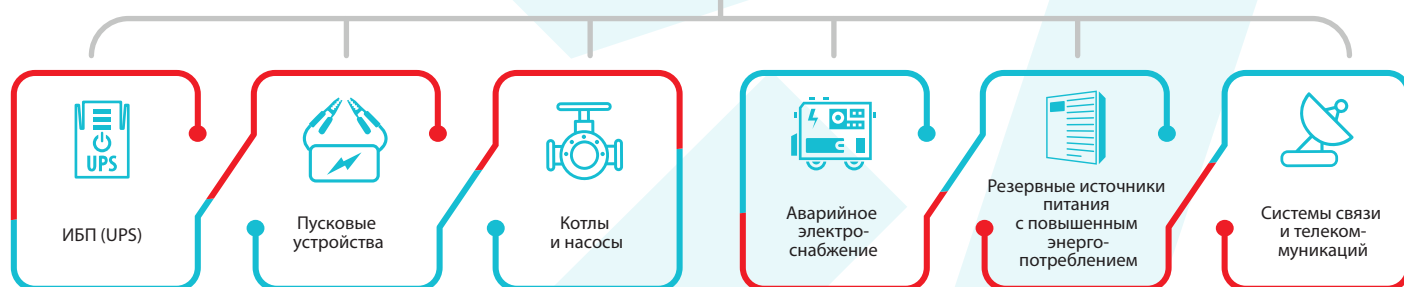 UPS
ИБП (UPS)
Пусковые
устройства
Котлы
и насосы
Аварийное
электро-
снабжение
Резервные источники
питания
с повышенным
энерго-
потреблением
Системы связи
и телеком-
муникаций